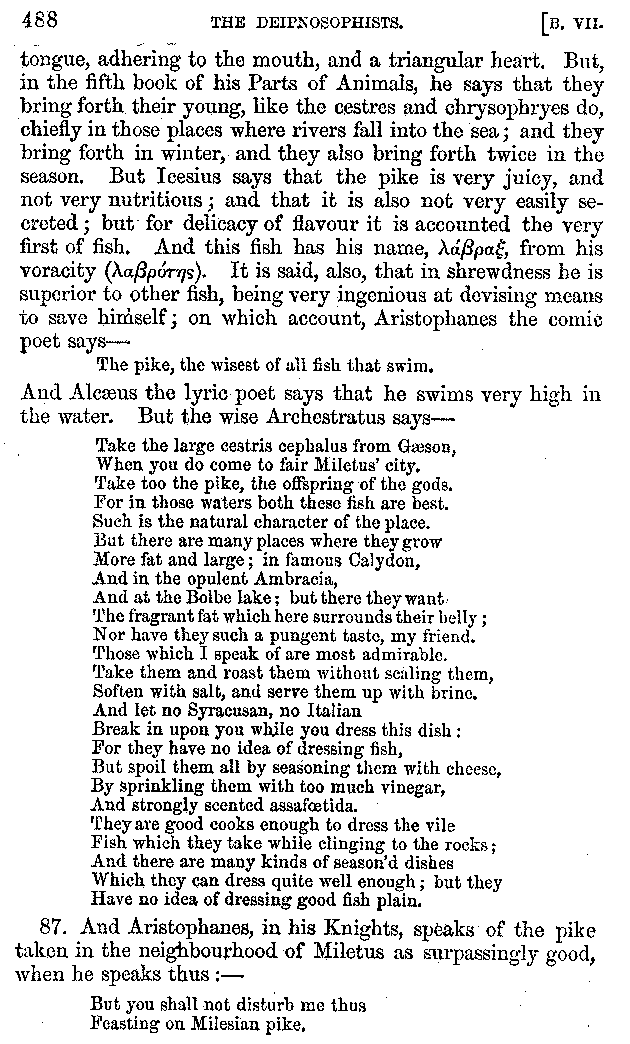 488 THE DEIPNOSOPHISTS. [B. VII.
tongue, adhering to the mouth, and a triangular heart. But,
in the fifth book of his Parts of Animals, he says that they
bring forth their young, like the cestres and chrysophryes do,
chiefly in those places where rivers fall into the sea; and they
bring forth in winter, and they also bring forth twice in the
season. But Icesius says that the pike is very juicy, and
not very nutritious; and that it is also not very easily se-
creted; but for delicacy of flavour it is accounted the very
first of fish. And this fish has his name, λάβραξ, from his
voracity (λαβρότης). It is said, also, that in shrewdness he is
superior to other fish, being very ingenious at devising means
to save himself; on which account, Aristophanes the comic
poet says—
The pike, the wisest of all fish that swim.
And Alcæus the lyric poet says that he swims very high in
the water. But the wise Archestratus says—
Take the large cestris cephalus from Gæson,
When you do come to fair Miletus' city.
Take too the pike, the offspring of the gods.
For in those waters both these fish are best.
Such is the natural character of the place.
But there are many places where they grow
More fat and large; in famous Calydon,
And in the opulent Ambracia,
And at the Bolbe lake; but there they want
The fragrant fat which here surrounds their belly;
Nor have they such a pungent taste, my friend.
Those which I speak of are most admirable.
Take them and roast them without scaling them,
Soften with salt, and serve them up with brine.
And let no Syracusan, no Italian
Break in upon you while you dress this dish:
For they have no idea of dressing fish,
But spoil them all by seasoning them with cheese,
By sprinkling them with too much vinegar,
And strongly scented assafœtida.
They are good cooks enough to dress the vile
Fish which they take while clinging to the rocks;
And there are many kinds of season'd dishes
Which they can dress quite well enough; but they
Have no idea of dressing good fish plain.
87. And Aristophanes, in his Knights, speaks of the pike
taken in the neighbourhood of Miletus as surpassingly good,
when he speaks thus:—
But you shall not disturb me thus
Feasting on Milesian pike.